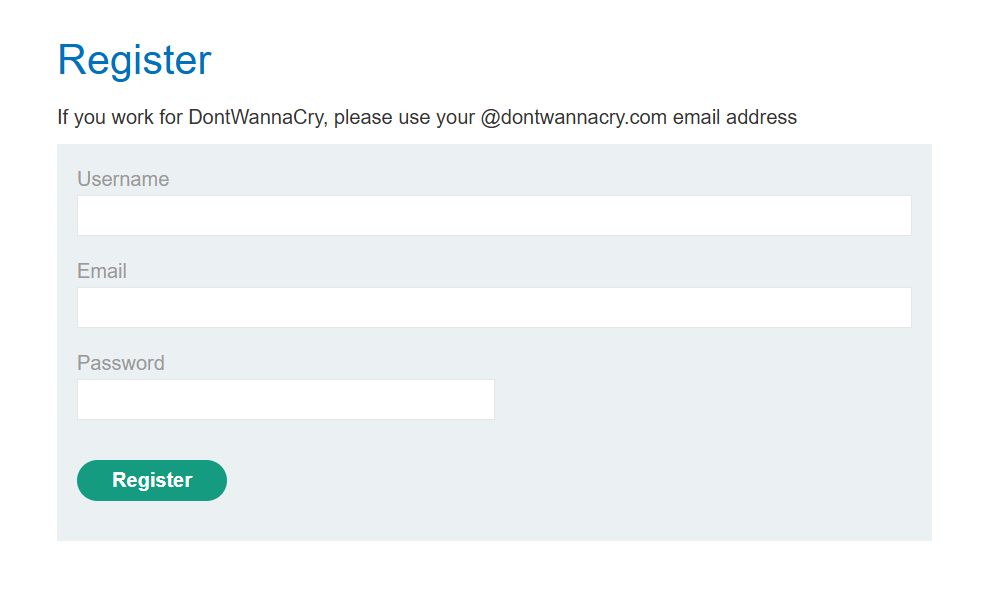 Register
If you work for DontWannaCry, please use your @dontwannacry.com email address
Username
Email
Password
Register